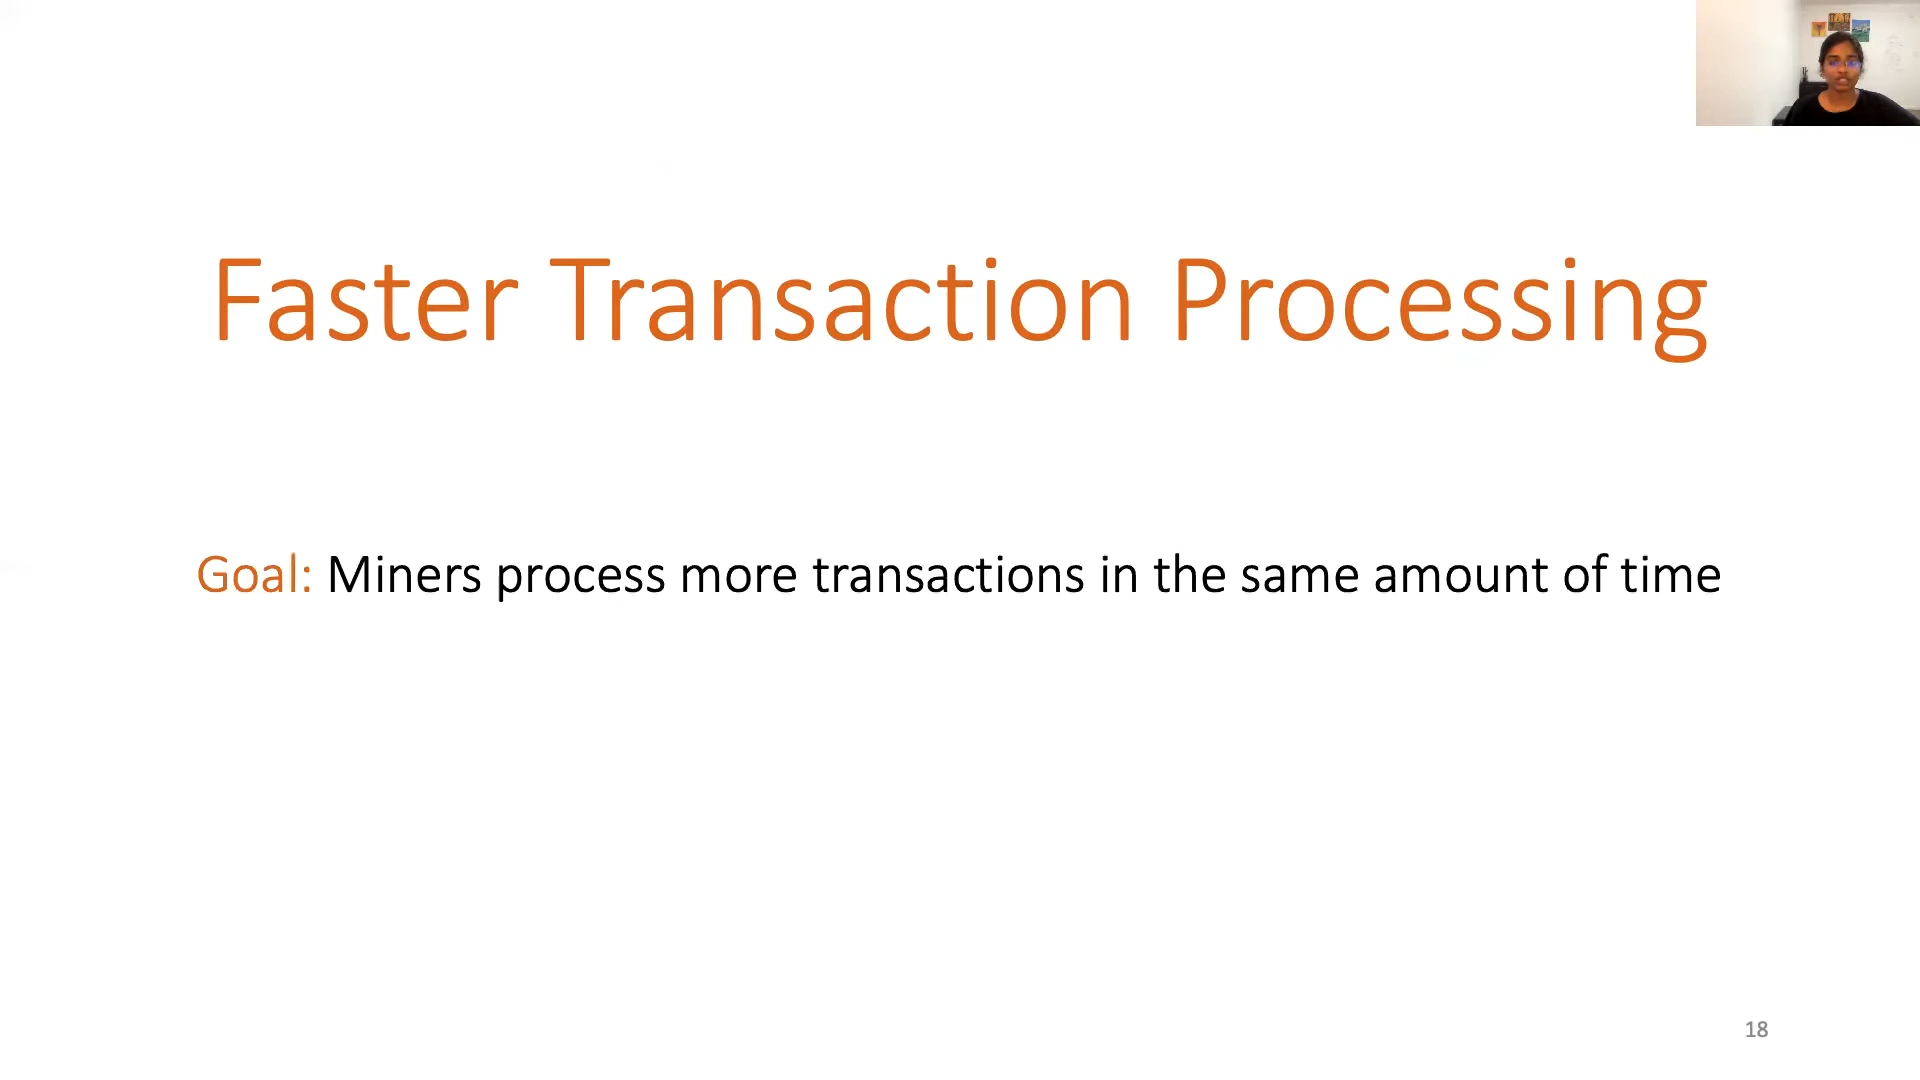 Faster Transaction Processing
Goal: Miners process more transactions in the same amount of time
18